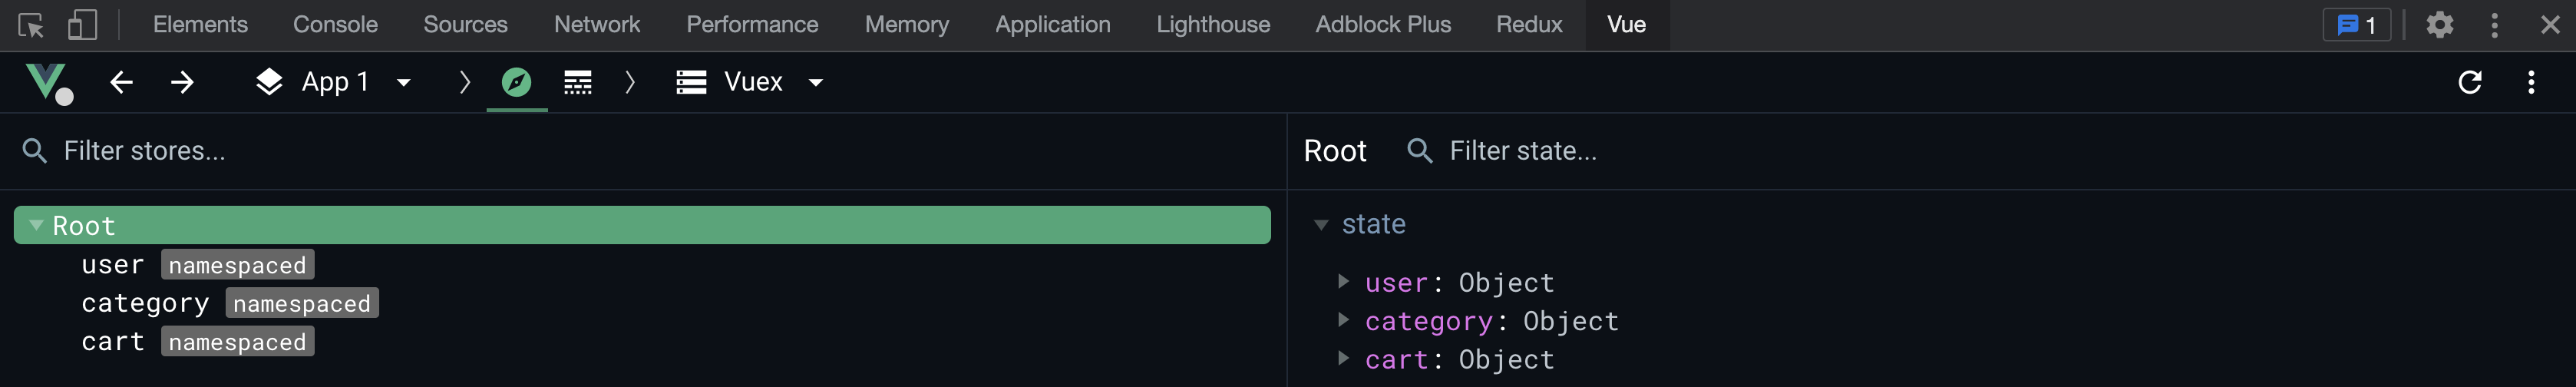 Elements Console Sources Network Performance Memory Application Lighthouse Adblock Plus Redux Vue 1
App 1 Vuex
Filter stores... Root Filter state...
Root state
user namespaced user: Object
category namespaced category: Object
cart namespaced cart: Object